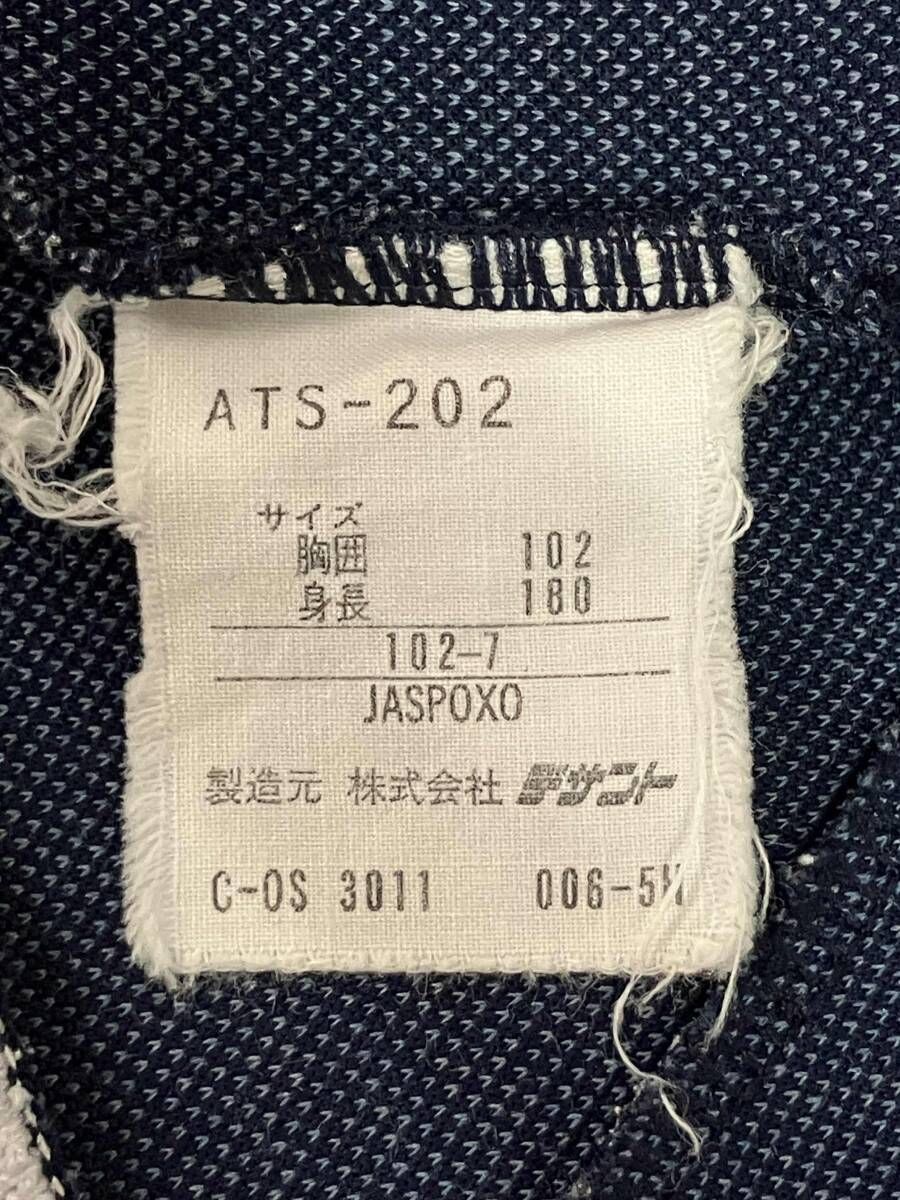 ATS-202
サイズ
胸囲 102
身長 180
102-7
JASPOXO
製造元 株式会社 デサント
C-OS 3011 006-5H